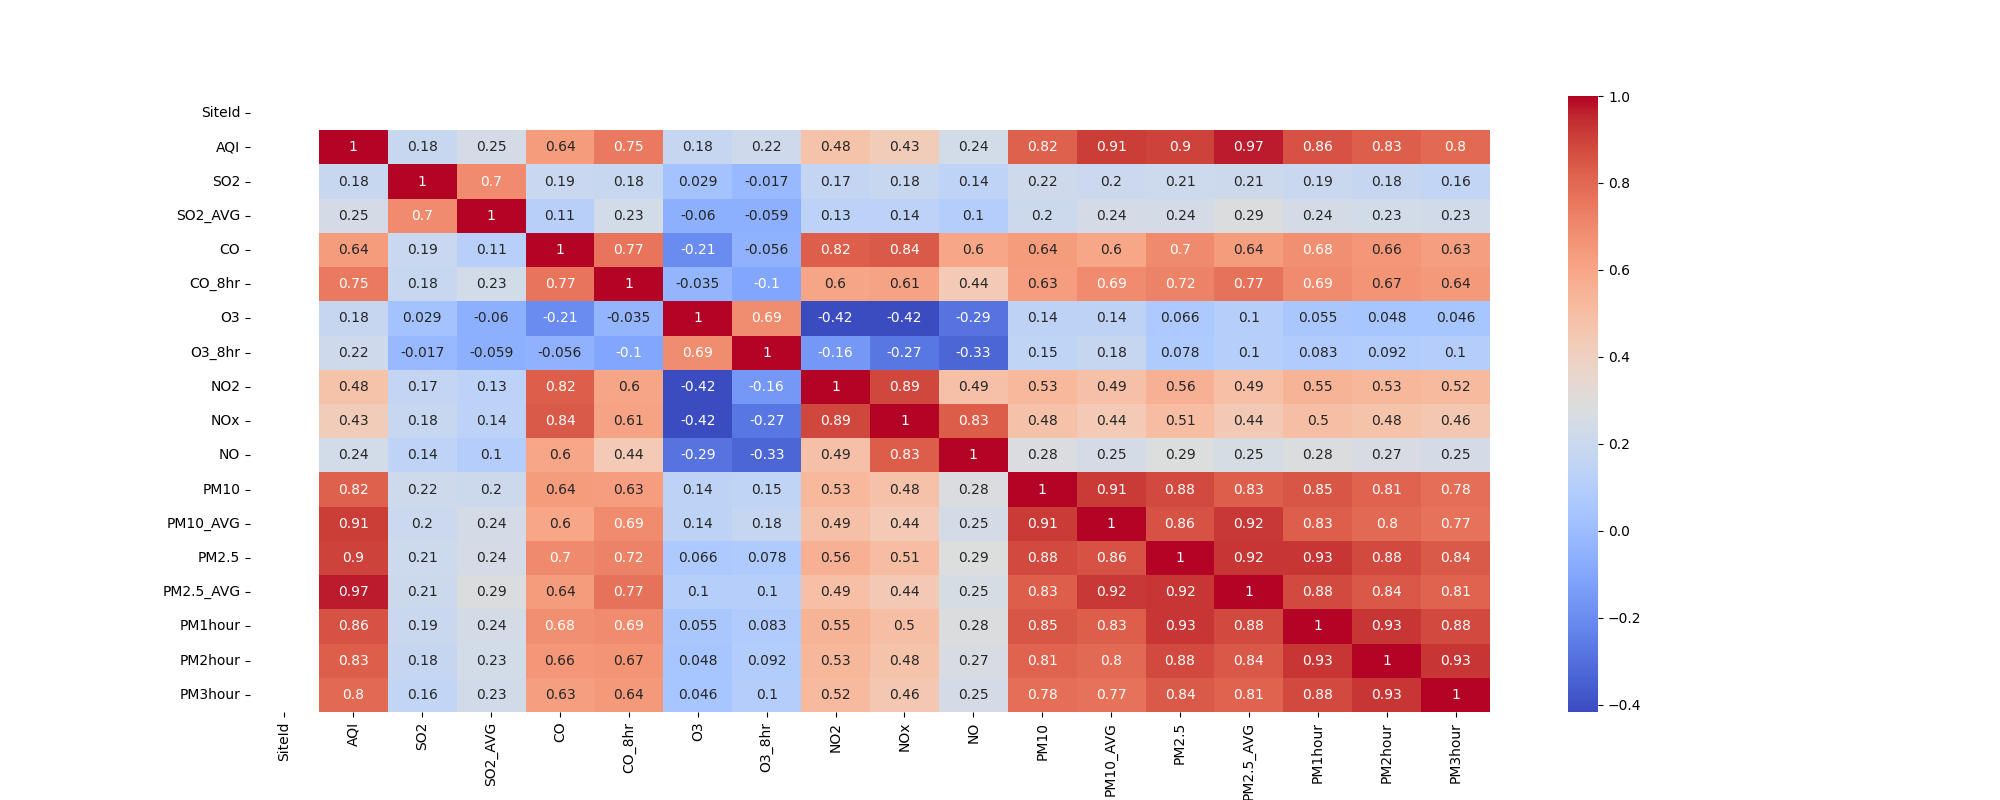 SiteId
AQI 1 0.18 0.25 0.64 0.75 0.18 0.22 0.48 0.43 0.24 0.82 0.91 0.9 0.97 0.86 0.83 0.8
SO2 0.18 1 0.7 0.19 0.18 0.029 -0.017 0.17 0.18 0.14 0.22 0.2 0.21 0.21 0.19 0.18 0.16
SO2_AVG 0.25 0.7 1 0.11 0.23 -0.06 -0.059 0.13 0.14 0.1 0.2 0.24 0.24 0.29 0.24 0.23 0.23
CO 0.64 0.19 0.11 1 0.77 -0.21 -0.056 0.82 0.84 0.6 0.64 0.6 0.7 0.64 0.68 0.66 0.63
CO_8hr 0.75 0.18 0.23 0.77 1 -0.035 -0.1 0.6 0.61 0.44 0.63 0.69 0.72 0.77 0.69 0.67 0.64
O3 0.18 0.029 -0.06 -0.21 -0.035 1 0.69 -0.42 -0.42 -0.29 0.14 0.14 0.066 0.1 0.055 0.048 0.046
O3_8hr 0.22 -0.017 -0.059 -0.056 -0.1 0.69 1 -0.16 -0.27 -0.33 0.15 0.18 0.078 0.1 0.083 0.092 0.1
NO2 0.48 0.17 0.13 0.82 0.6 -0.42 -0.16 1 0.89 0.49 0.53 0.49 0.56 0.49 0.55 0.53 0.52
NOx 0.43 0.18 0.14 0.84 0.61 -0.42 -0.27 0.89 1 0.83 0.48 0.44 0.51 0.44 0.5 0.48 0.46
NO 0.24 0.14 0.1 0.6 0.44 -0.29 -0.33 0.49 0.83 1 0.28 0.25 0.29 0.25 0.28 0.27 0.25
PM10 0.82 0.22 0.2 0.64 0.63 0.14 0.15 0.53 0.48 0.28 1 0.91 0.88 0.83 0.85 0.81 0.78
PM10_AVG 0.91 0.2 0.24 0.6 0.69 0.14 0.18 0.49 0.44 0.25 0.91 1 0.86 0.92 0.83 0.8 0.77
PM2.5 0.9 0.21 0.24 0.7 0.72 0.066 0.078 0.56 0.51 0.29 0.88 0.86 1 0.92 0.93 0.88 0.84
PM2.5_AVG 0.97 0.21 0.29 0.64 0.77 0.1 0.1 0.49 0.44 0.25 0.83 0.92 0.92 1 0.88 0.84 0.81
PM1hour 0.86 0.19 0.24 0.68 0.69 0.055 0.083 0.55 0.5 0.28 0.85 0.83 0.93 0.88 1 0.93 0.88
PM2hour 0.83 0.18 0.23 0.66 0.67 0.048 0.092 0.53 0.48 0.27 0.81 0.8 0.88 0.84 0.93 1 0.93
PM3hour 0.8 0.16 0.23 0.63 0.64 0.046 0.1 0.52 0.46 0.25 0.78 0.77 0.84 0.81 0.88 0.93 1
SiteId
AQI
SO2
SO2_AVG
CO
CO_8hr
O3
O3_8hr
NO2
NOx
NO
PM10
PM10_AVG
PM2.5
PM2.5_AVG
PM1hour
PM2hour
PM3hour
1.0
0.8
0.6
0.4
0.2
0.0
−0.2
−0.4